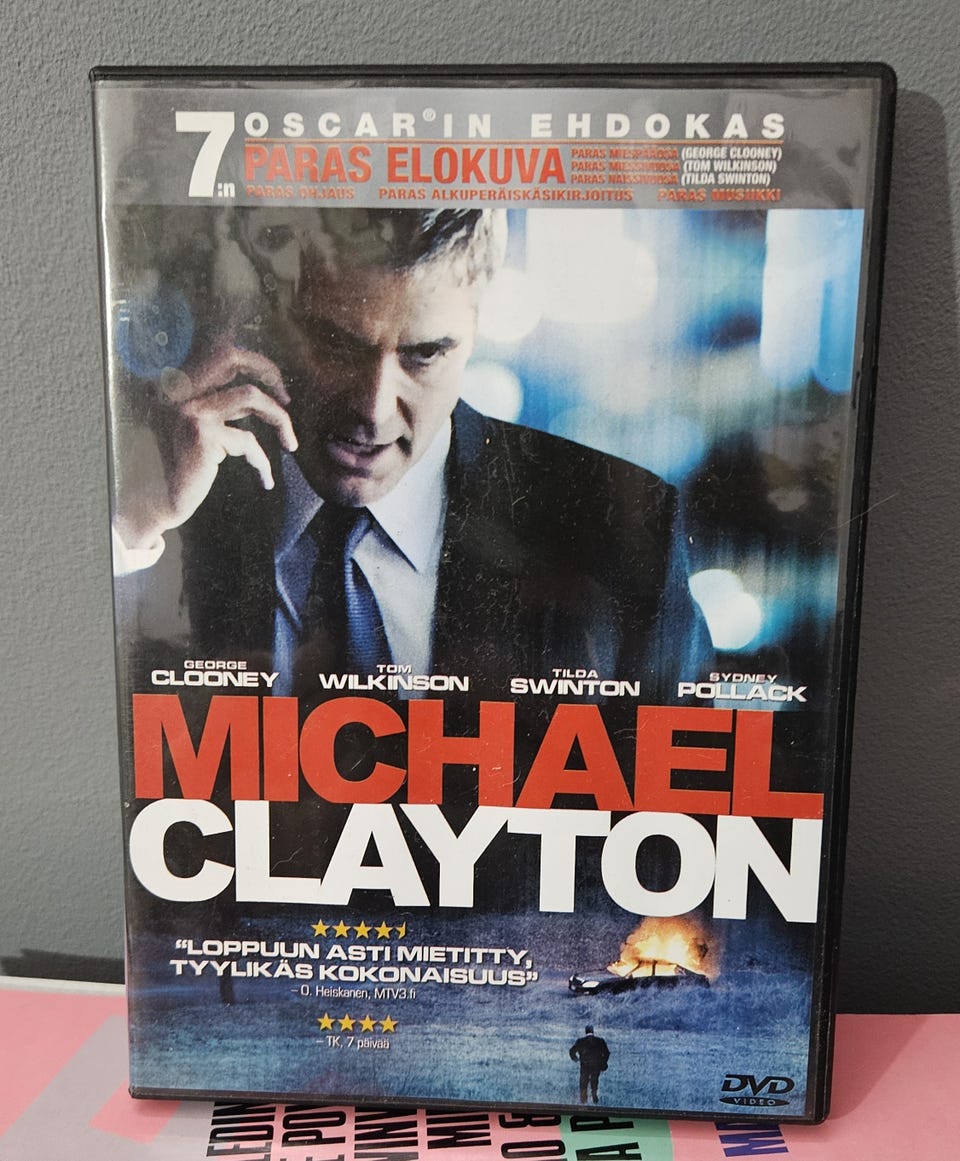 7:n OSCAR®'IN EHDOKAS
PARAS ELOKUVA
PARAS MIESPÄÄOSA (GEORGE CLOONEY)
PARAS MIESSIVUOSA (TOM WILKINSON)
PARAS NAISSIVUOSA (TILDA SWINTON)
PARAS OHJAUS PARAS ALKUPERÄISKÄSIKIRJOITUS PARAS MUSIIKKI
GEORGE CLOONEY TOM WILKINSON TILDA SWINTON SYDNEY POLLACK
MICHAEL
CLAYTON
"LOPPUUN ASTI MIETITTY,
TYYLIKÄS KOKONAISUUS"
– O. Heiskanen, MTV3.fi
– TK, 7 päivää
DVD
VIDEO